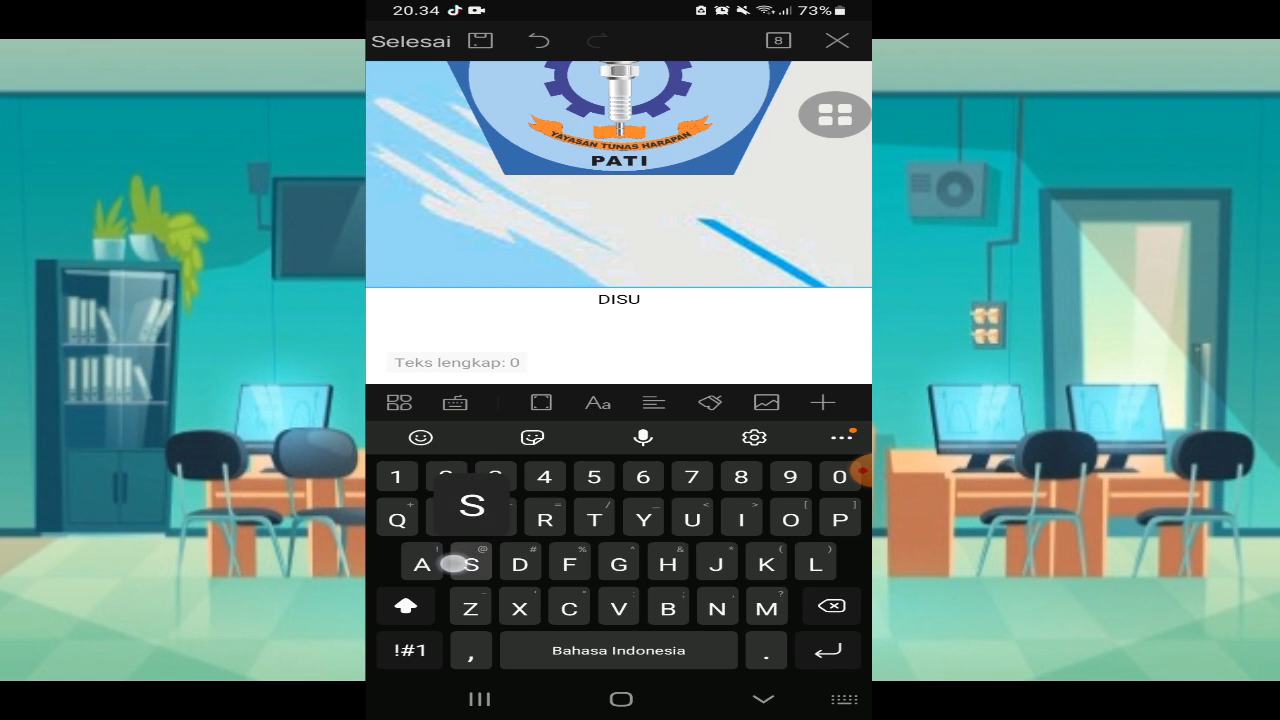 20.34 73%
Selesai 8
YAYASAN TUNAS HARAPAN
PATI
DISU
Teks lengkap: 0
Aa
1 4 5 6 7 8 9 0
S
Q R T Y U I O P
A S D F G H J K L
Z X C V B N M
!#1 , Bahasa Indonesia .